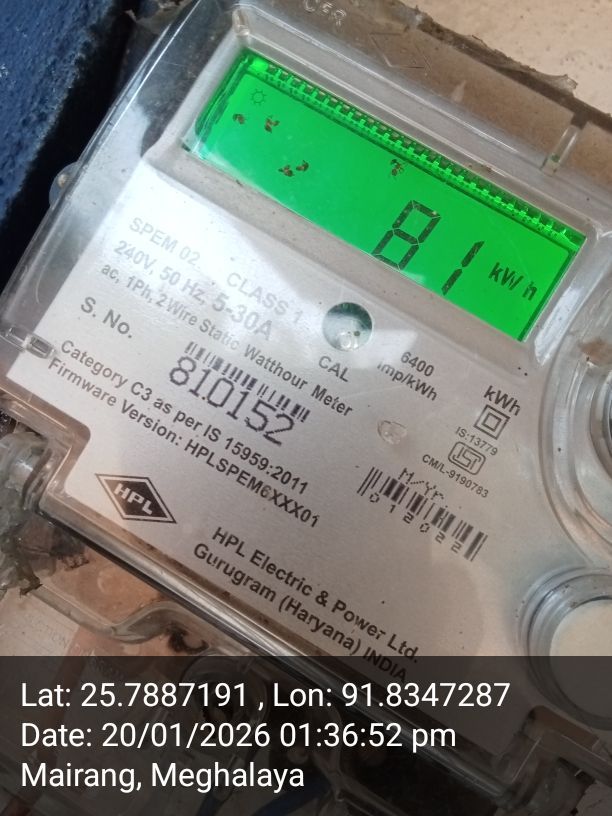 81 kW h
SPEM 02 CLASS 1
240V, 50 Hz, 5-30A
ac, 1Ph, 2 Wire Static Watthour Meter
CAL
6400
imp/kWh
kWh
S. No.
810152
IS:13779
CM/L-9190783
Category C3 as per IS 15959:2011
Firmware Version: HPLSPEM6XXX01
M/Yr.
012022
HPL
HPL Electric & Power Ltd.
Gurugram (Haryana) INDIA
Lat: 25.7887191 , Lon: 91.8347287
Date: 20/01/2026 01:36:52 pm
Mairang, Meghalaya